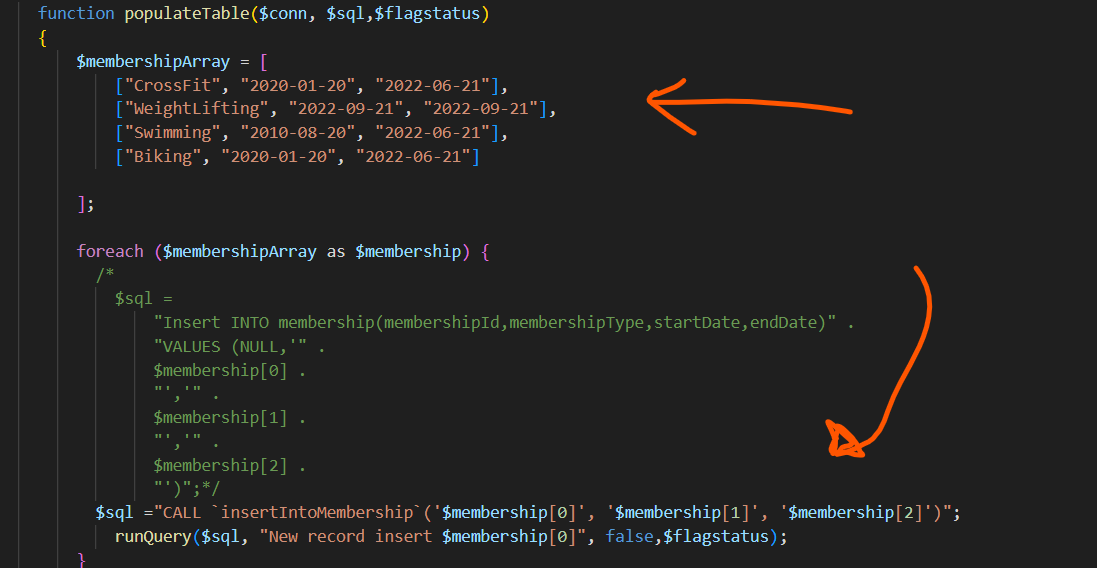 function populateTable($conn, $sql,$flagstatus)
{
$membershipArray = [
["CrossFit", "2020-01-20", "2022-06-21"],
["WeightLifting", "2022-09-21", "2022-09-21"],
["Swimming", "2010-08-20", "2022-06-21"],
["Biking", "2020-01-20", "2022-06-21"]
];
foreach ($membershipArray as $membership) {
/*
$sql =
"Insert INTO membership(membershipId,membershipType,startDate,endDate)" .
"VALUES (NULL,'" .
$membership[0] .
"','" .
$membership[1] .
"','" .
$membership[2] .
"')";*/
$sql ="CALL `insertIntoMembership`('$membership[0]', '$membership[1]', '$membership[2]')";
runQuery($sql, "New record insert $membership[0]", false,$flagstatus);
}